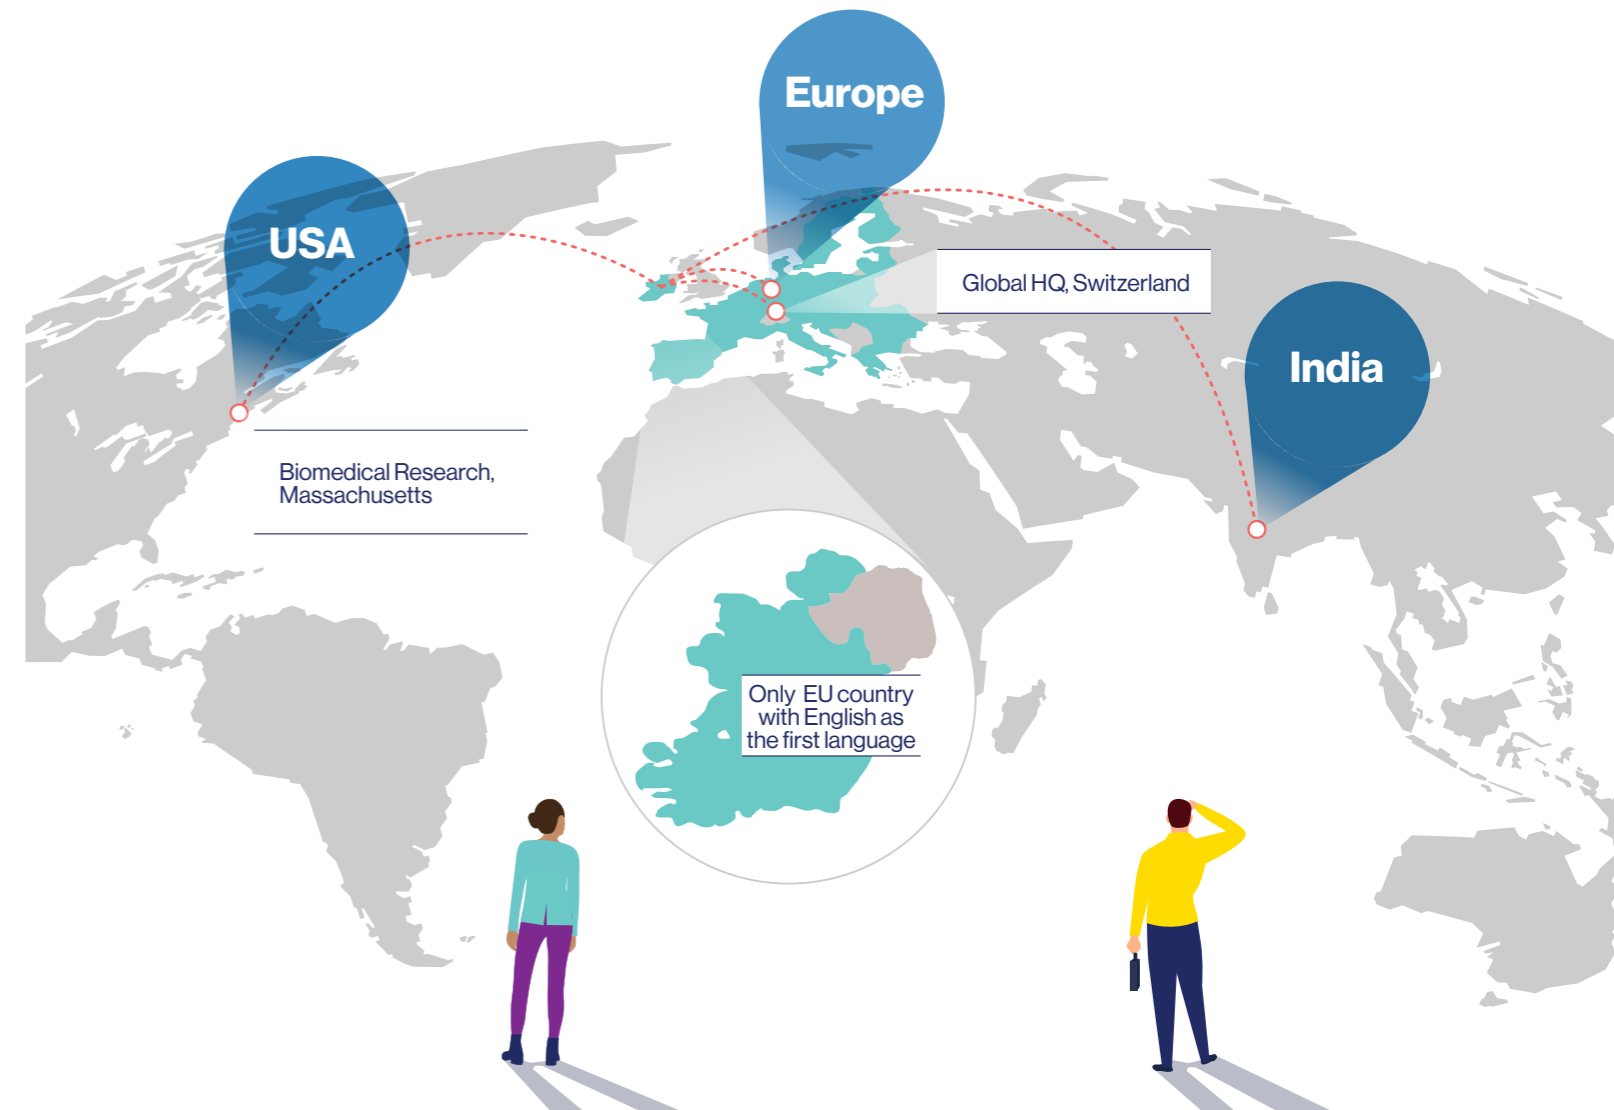 Europe
USA
Global HQ, Switzerland
India
Biomedical Research,
Massachusetts
Only EU country
with English as
the first language